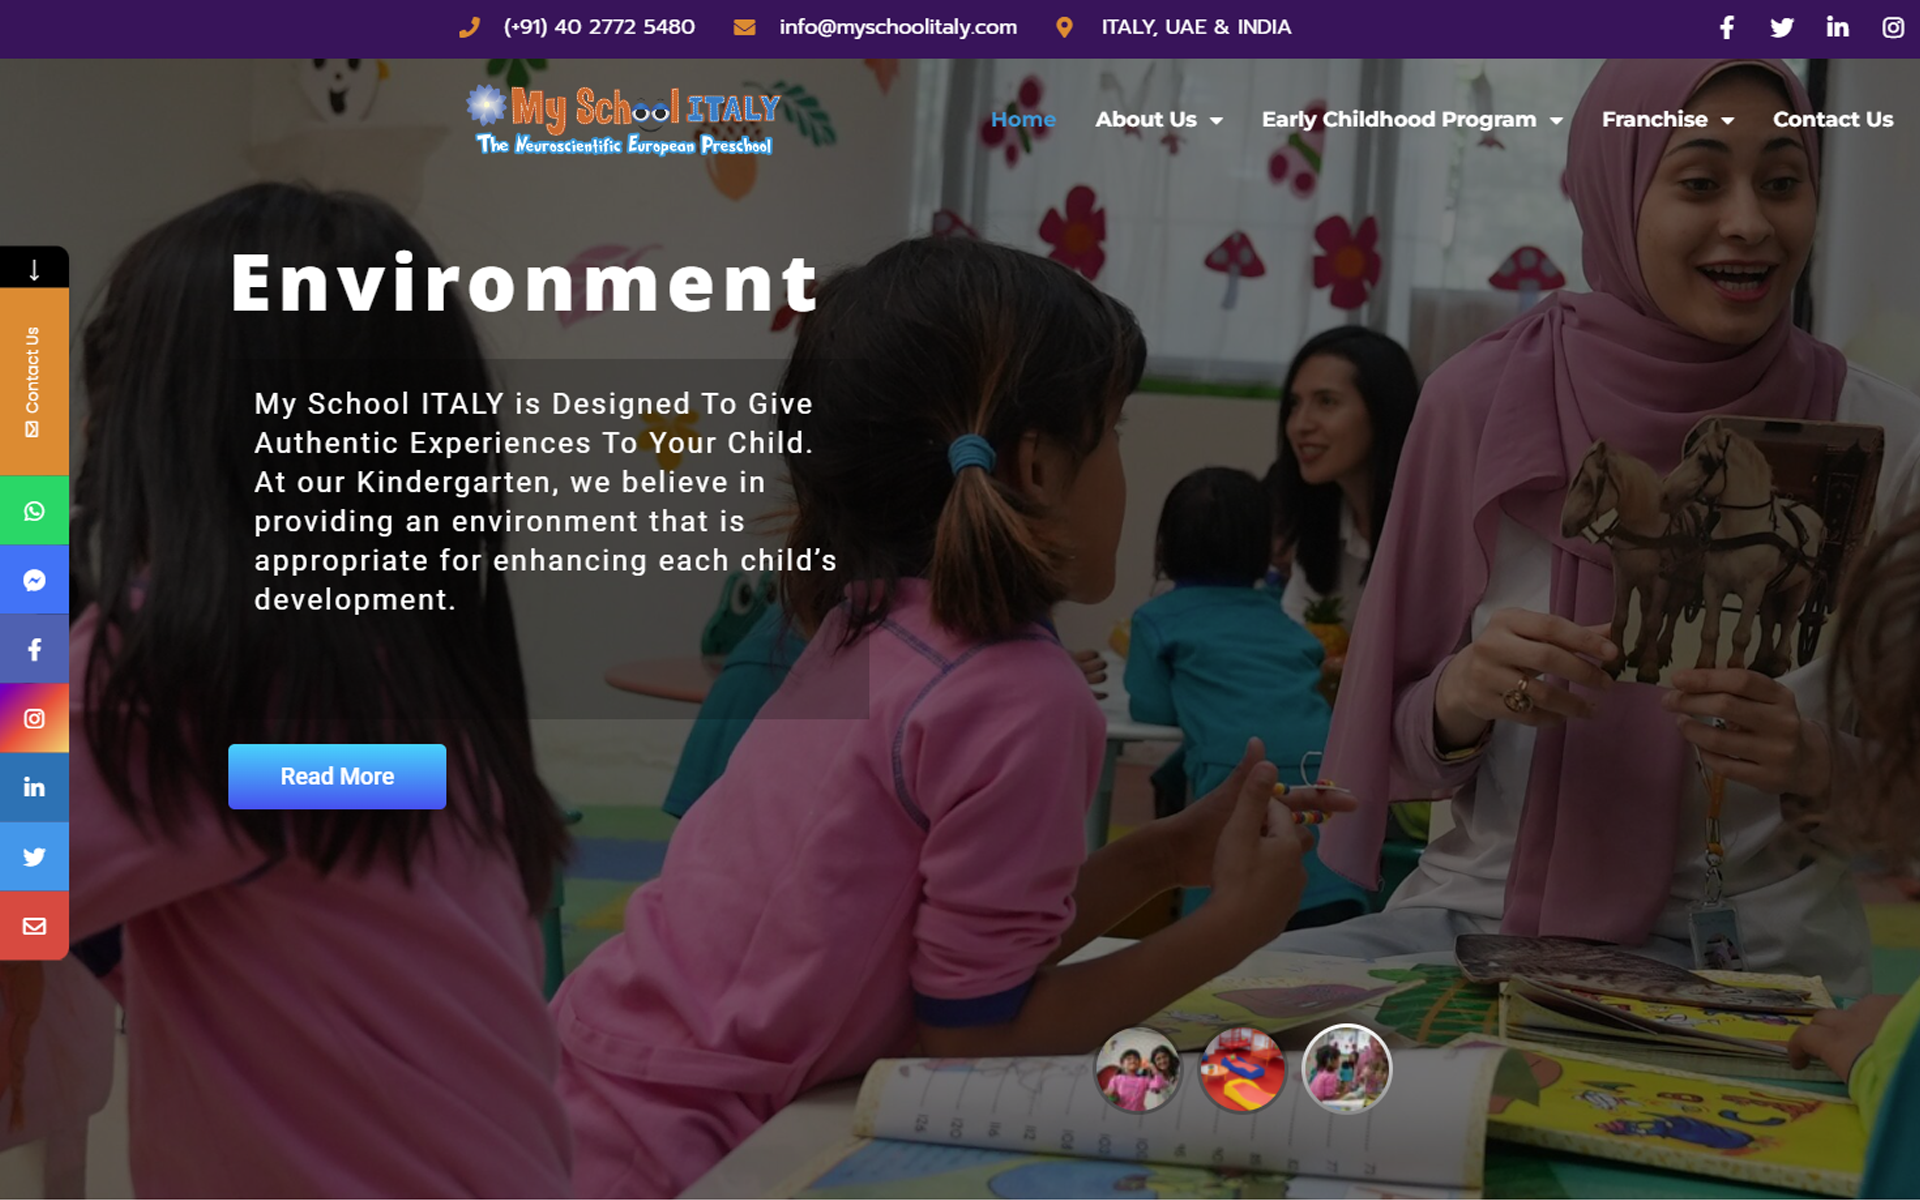 (+91) 40 2772 5480
info@myschoolitaly.com
ITALY, UAE & INDIA
My School ITALY
The Neuroscientific European Preschool
Home
About Us
Early Childhood Program
Franchise
Contact Us
Environment
Contact Us
My School ITALY is Designed To Give
Authentic Experiences To Your Child.
At our Kindergarten, we believe in
providing an environment that is
appropriate for enhancing each child’s
development.
Read More